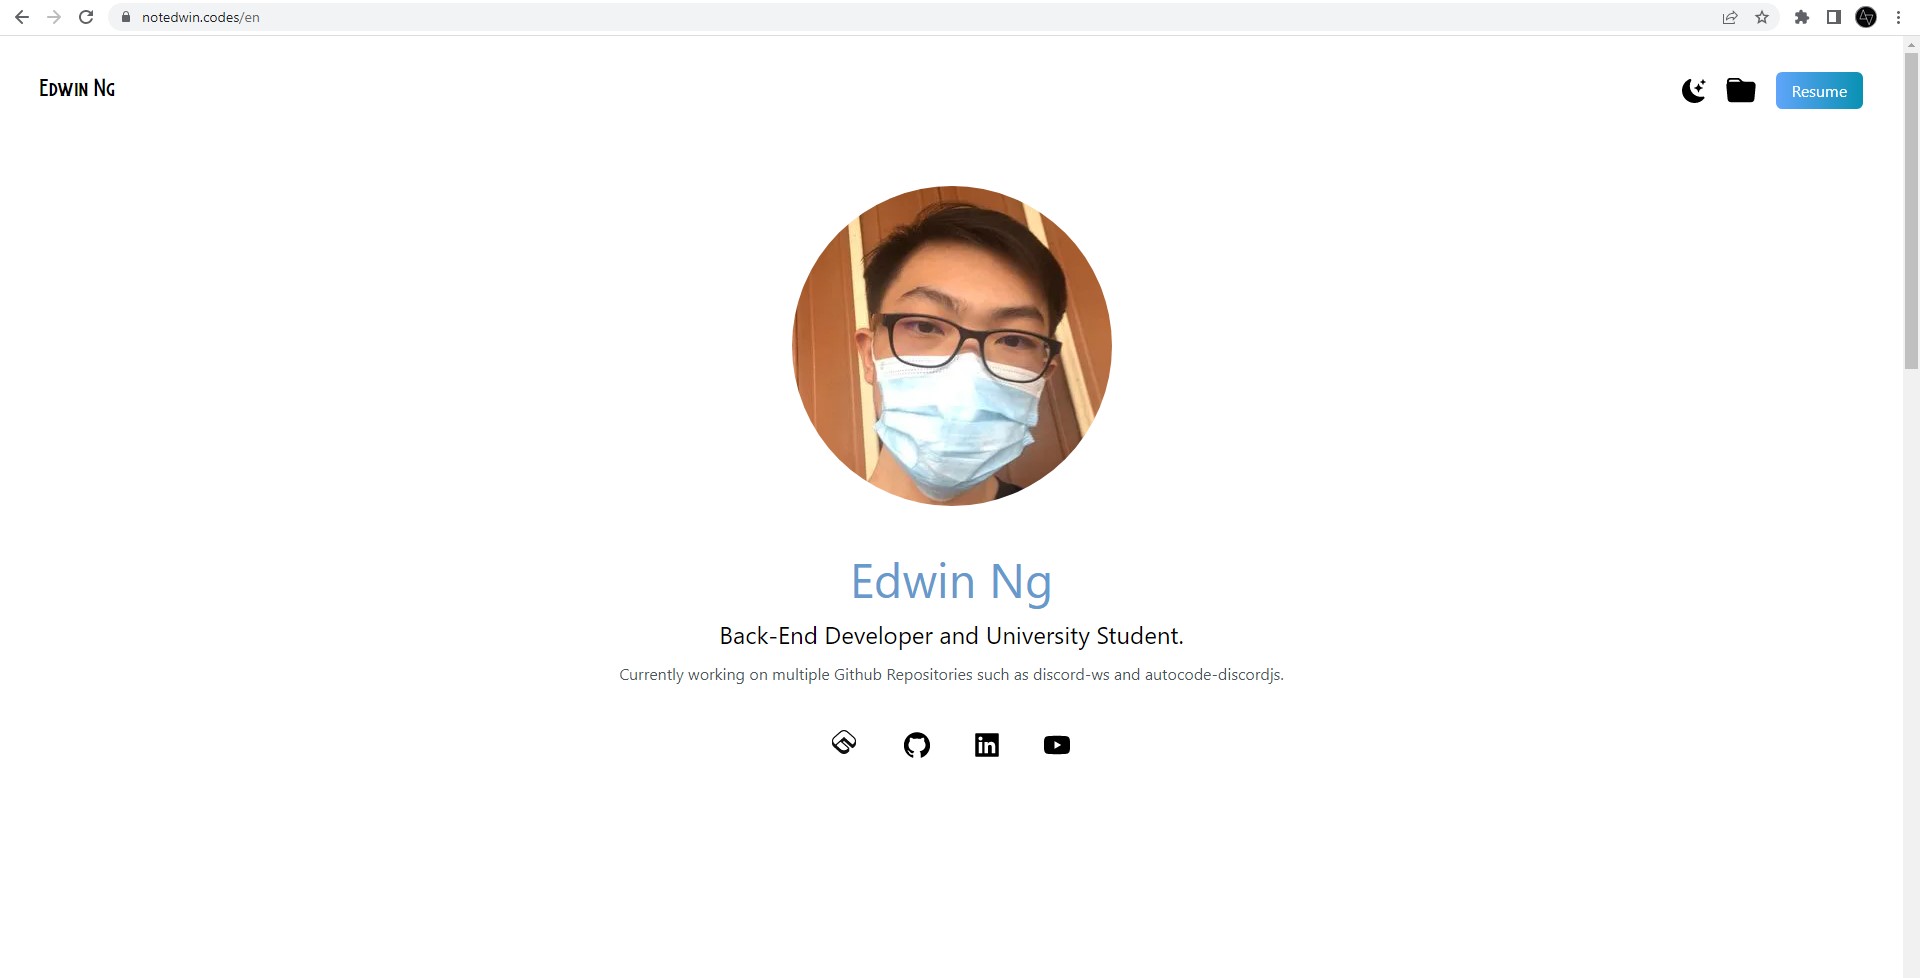 notedwin.codes/en
Edwin Ng
Resume
Edwin Ng
Back-End Developer and University Student.
Currently working on multiple Github Repositories such as discord-ws and autocode-discordjs.
in